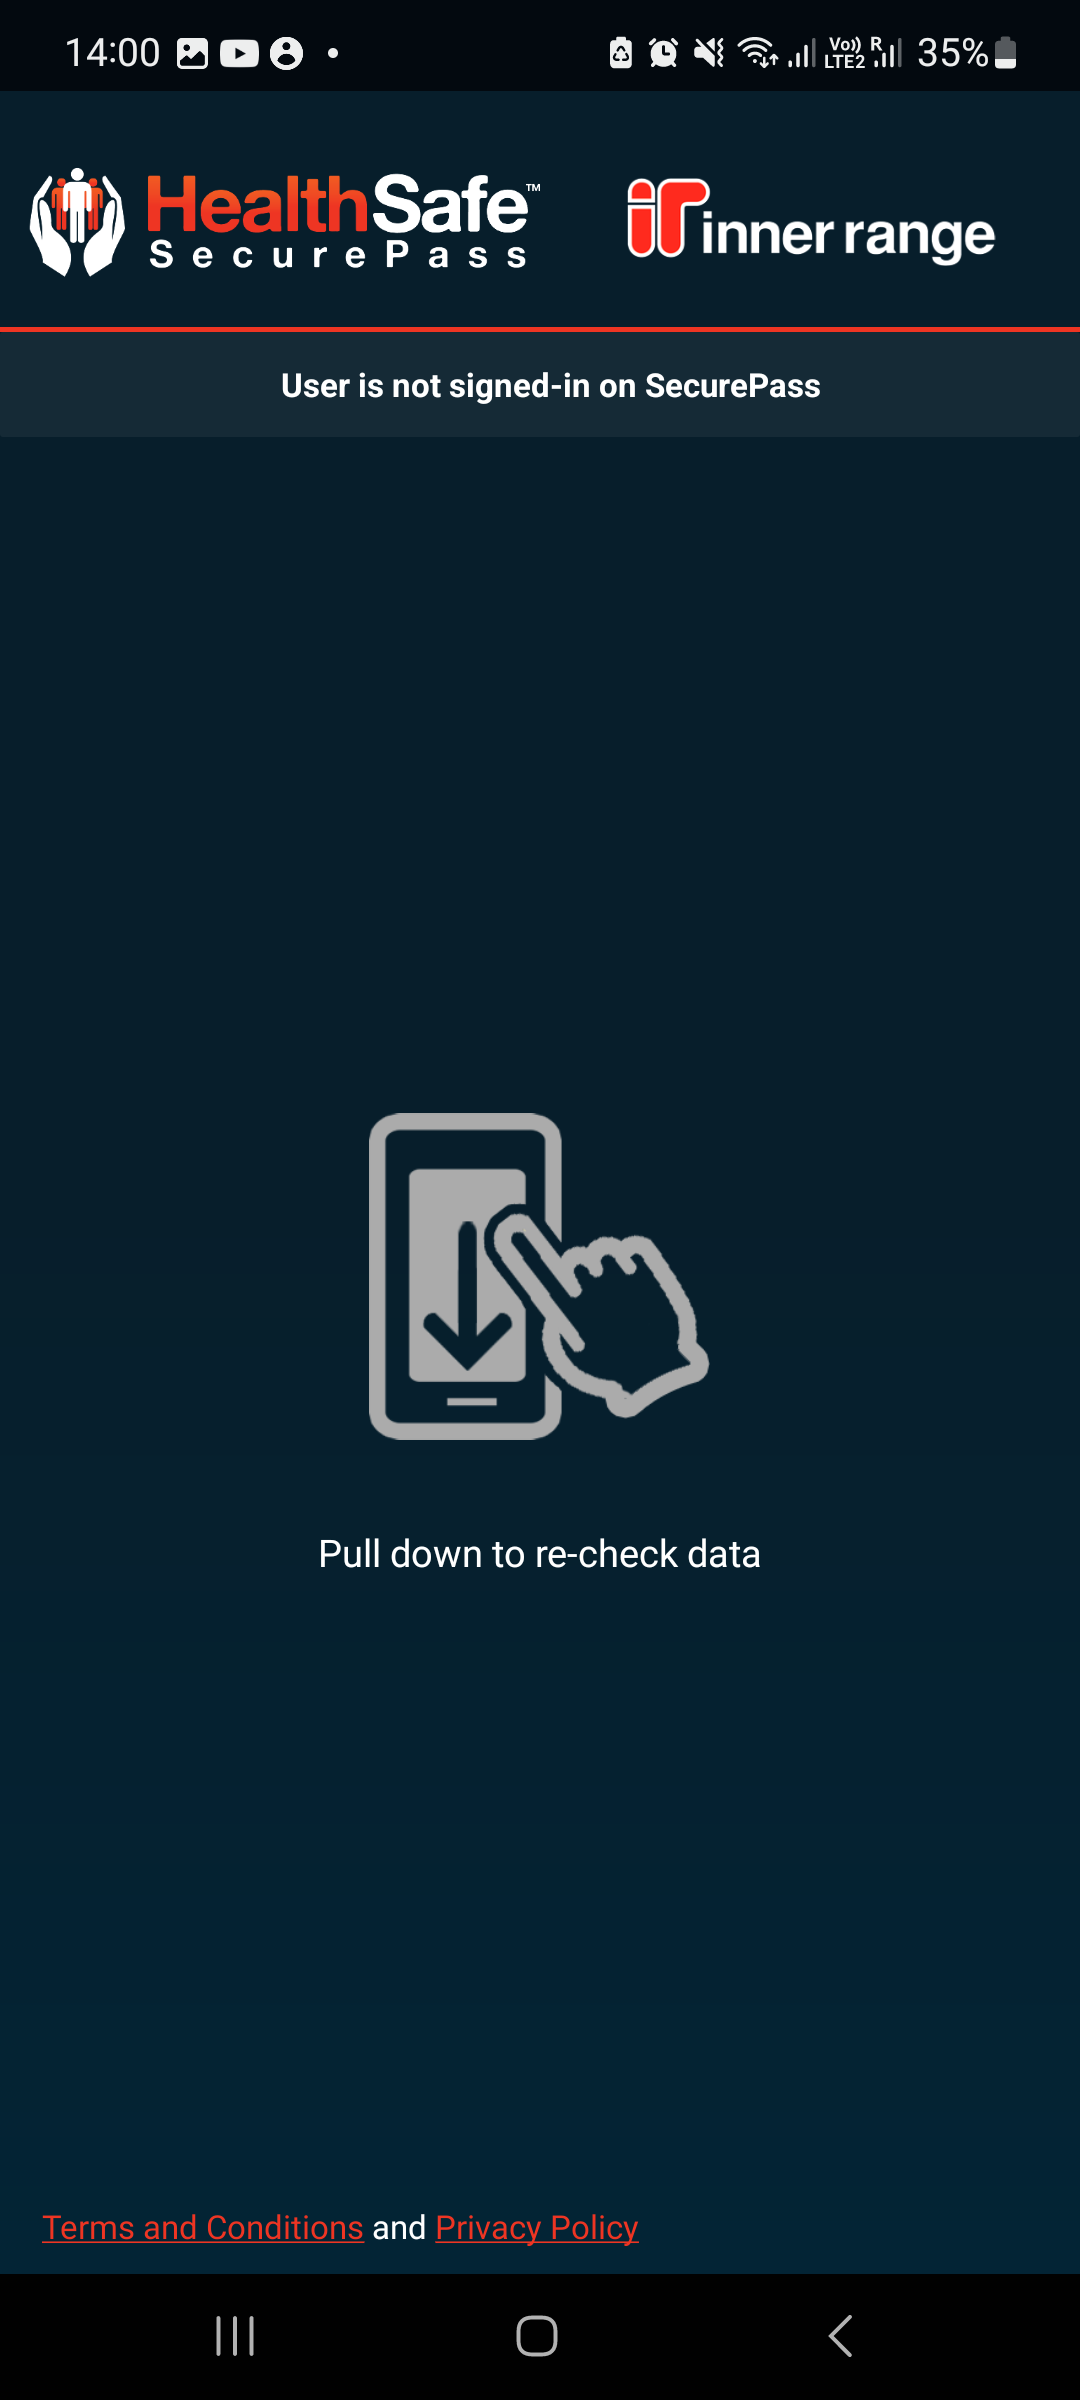 14:00
Vo))
LTE2
R
35%
HealthSafe™
SecurePass
ir inner range
User is not signed-in on SecurePass
Pull down to re-check data
Terms and Conditions and Privacy Policy